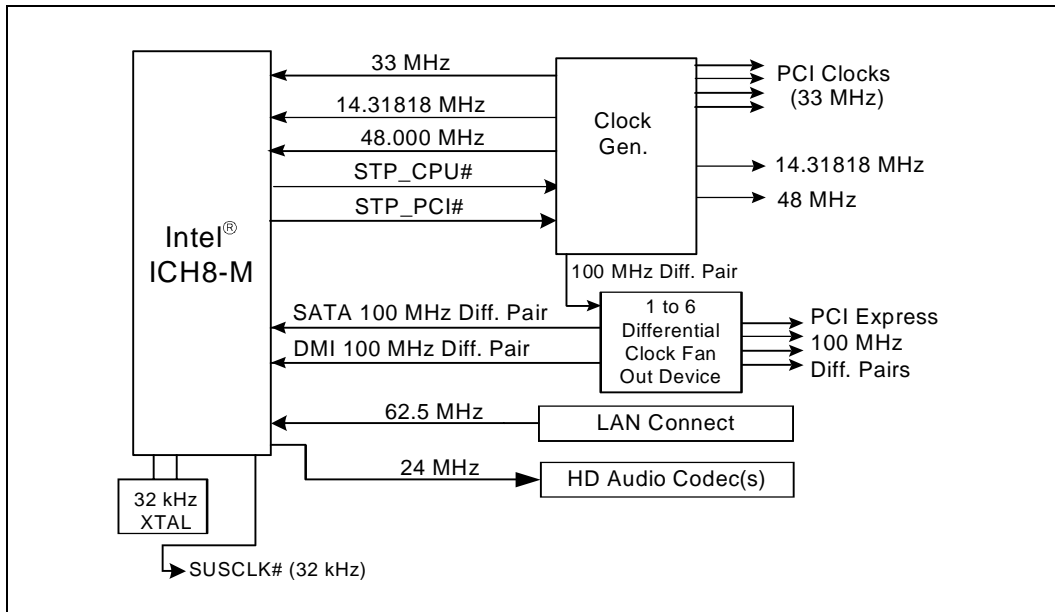 33 MHz
14.31818 MHz
48.000 MHz
STP_CPU#
STP_PCI#
Intel®
ICH8-M
Clock
Gen.
PCI Clocks
(33 MHz)
14.31818 MHz
48 MHz
100 MHz Diff. Pair
SATA 100 MHz Diff. Pair
DMI 100 MHz Diff. Pair
1 to 6
Differential
Clock Fan
Out Device
PCI Express
100 MHz
Diff. Pairs
62.5 MHz
LAN Connect
24 MHz
HD Audio Codec(s)
32 kHz
XTAL
SUSCLK# (32 kHz)